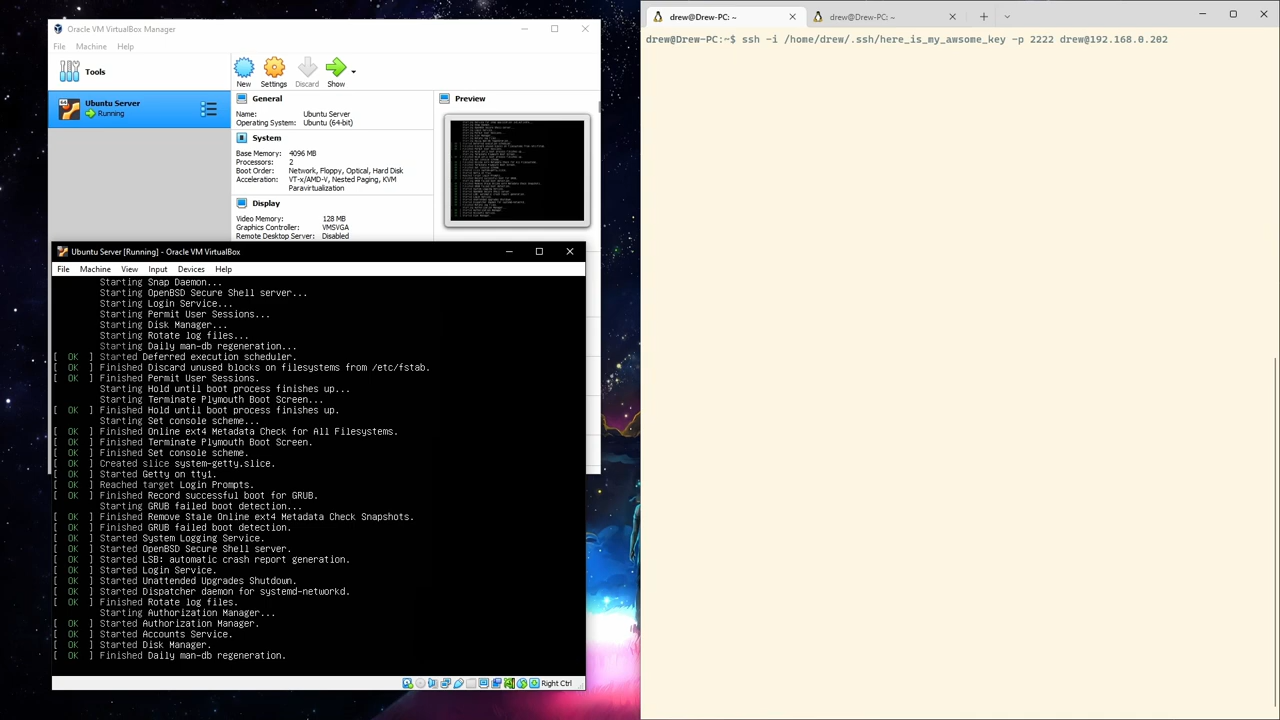 Oracle VM VirtualBox Manager
File Machine Help
Tools
New Settings Discard Show
Ubuntu Server
Running
General
Name: Ubuntu Server
Operating System: Ubuntu (64-bit)
System
Base Memory: 4096 MB
Processors: 2
Boot Order: Network, Floppy, Optical, Hard Disk
Acceleration: VT-x/AMD-V, Nested Paging, KVM
Paravirtualization
Display
Video Memory: 128 MB
Graphics Controller: VMSVGA
Remote Desktop Server: Disabled
Preview
Ubuntu Server [Running] - Oracle VM VirtualBox
File Machine View Input Devices Help
Starting Snap Daemon...
Starting OpenBSD Secure Shell server...
Starting Login Service...
Starting Permit User Sessions...
Starting Disk Manager...
Starting Rotate log files...
Starting Daily man-db regeneration...
[ OK ] Started Deferred execution scheduler.
[ OK ] Finished Discard unused blocks on filesystems from /etc/fstab.
[ OK ] Finished Permit User Sessions.
Starting Hold until boot process finishes up...
Starting Terminate Plymouth Boot Screen...
[ OK ] Finished Hold until boot process finishes up.
Starting Set console scheme...
[ OK ] Finished Online ext4 Metadata Check for All Filesystems.
[ OK ] Finished Terminate Plymouth Boot Screen.
[ OK ] Finished Set console scheme.
[ OK ] Created slice system-getty.slice.
[ OK ] Started Getty on tty1.
[ OK ] Reached target Login Prompts.
[ OK ] Finished Record successful boot for GRUB.
Starting GRUB failed boot detection...
[ OK ] Finished Remove Stale Online ext4 Metadata Check Snapshots.
[ OK ] Finished GRUB failed boot detection.
[ OK ] Started System Logging Service.
[ OK ] Started OpenBSD Secure Shell server.
[ OK ] Started LSB: automatic crash report generation.
[ OK ] Started Login Service.
[ OK ] Started Unattended Upgrades Shutdown.
[ OK ] Started Dispatcher daemon for systemd-networkd.
[ OK ] Finished Rotate log files.
Starting Authorization Manager...
[ OK ] Started Authorization Manager.
[ OK ] Started Accounts Service.
[ OK ] Started Disk Manager.
[ OK ] Finished Daily man-db regeneration.
Right Ctrl
drew@Drew-PC: ~
drew@Drew-PC: ~
drew@Drew-PC:~$ ssh -i /home/drew/.ssh/here_is_my_awsome_key -p 2222 drew@192.168.0.202